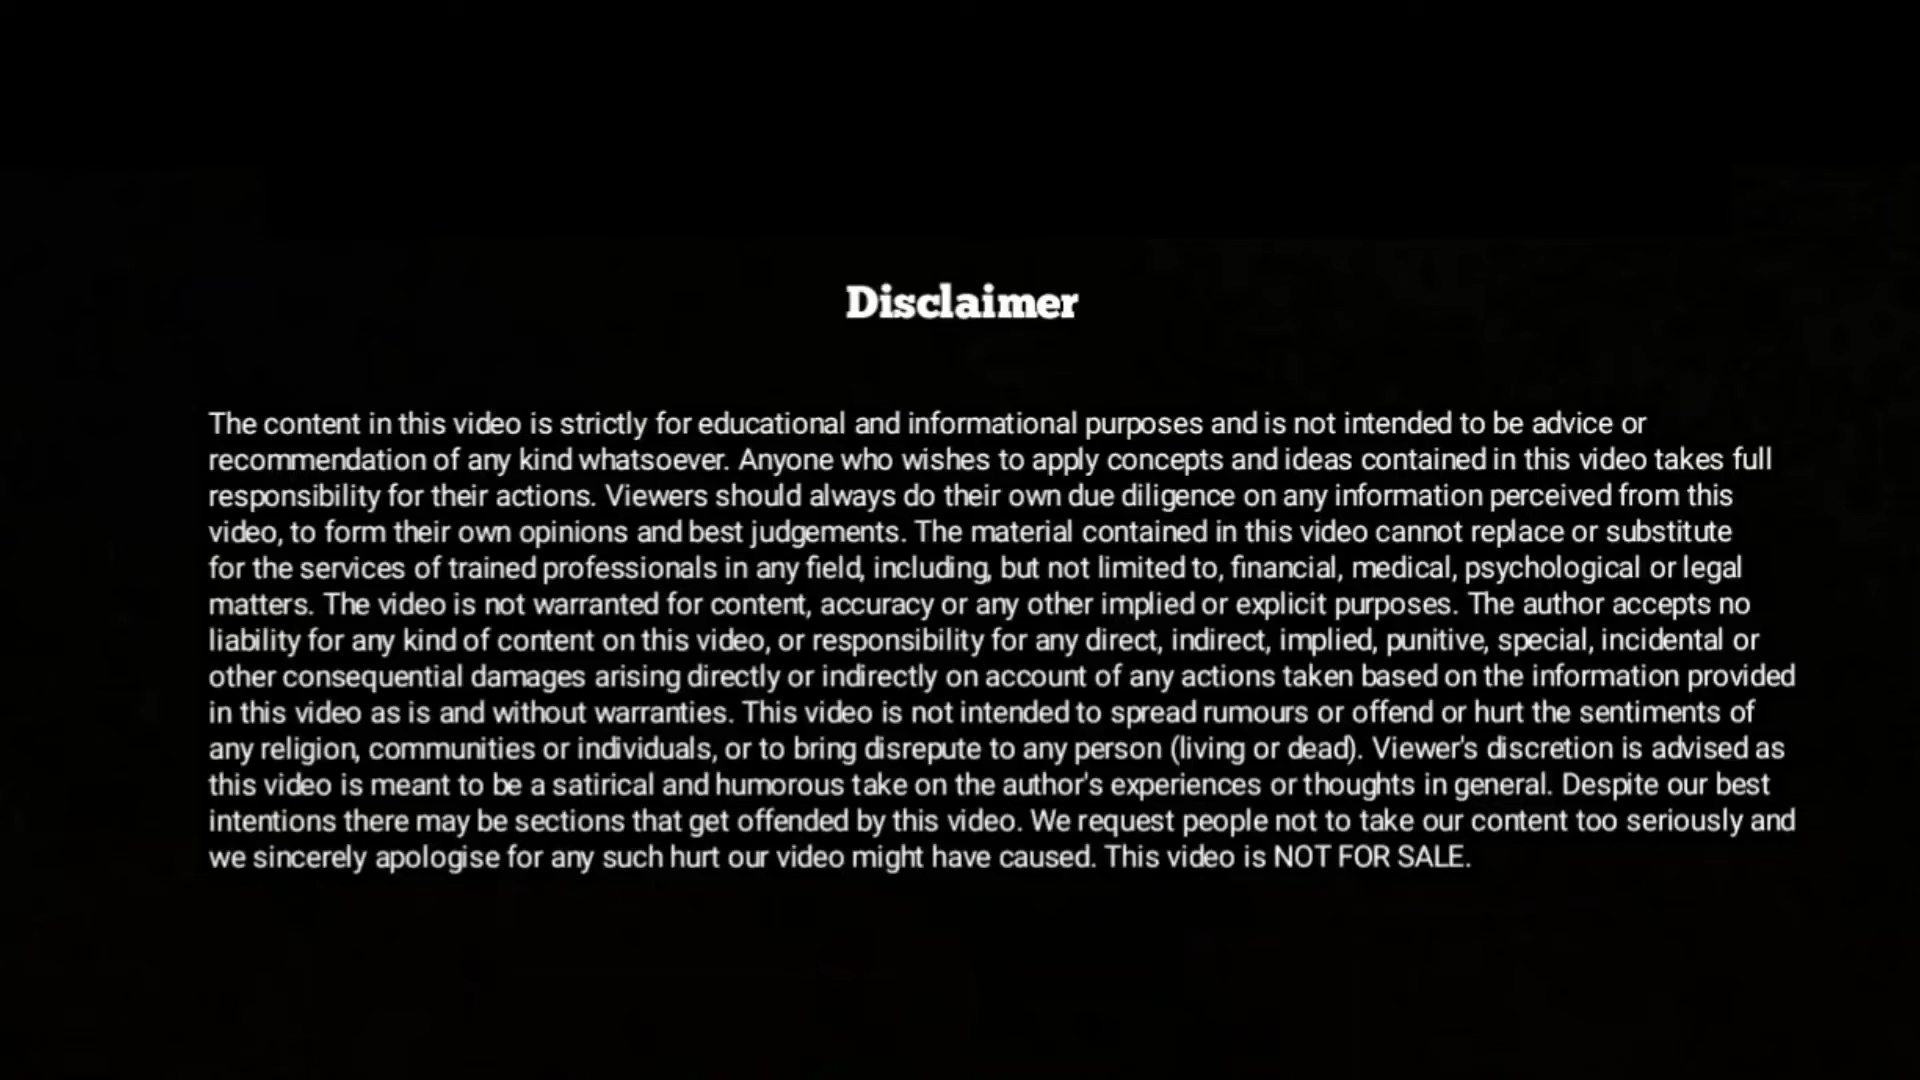 Disclaimer
The content in this video is strictly for educational and informational purposes and is not intended to be advice or
recommendation of any kind whatsoever. Anyone who wishes to apply concepts and ideas contained in this video takes full
responsibility for their actions. Viewers should always do their own due diligence on any information perceived from this
video, to form their own opinions and best judgements. The material contained in this video cannot replace or substitute
for the services of trained professionals in any field, including, but not limited to, financial, medical, psychological or legal
matters. The video is not warranted for content, accuracy or any other implied or explicit purposes. The author accepts no
liability for any kind of content on this video, or responsibility for any direct, indirect, implied, punitive, special, incidental or
other consequential damages arising directly or indirectly on account of any actions taken based on the information provided
in this video as is and without warranties. This video is not intended to spread rumours or offend or hurt the sentiments of
any religion, communities or individuals, or to bring disrepute to any person (living or dead). Viewer's discretion is advised as
this video is meant to be a satirical and humorous take on the author's experiences or thoughts in general. Despite our best
intentions there may be sections that get offended by this video. We request people not to take our content too seriously and
we sincerely apologise for any such hurt our video might have caused. This video is NOT FOR SALE.